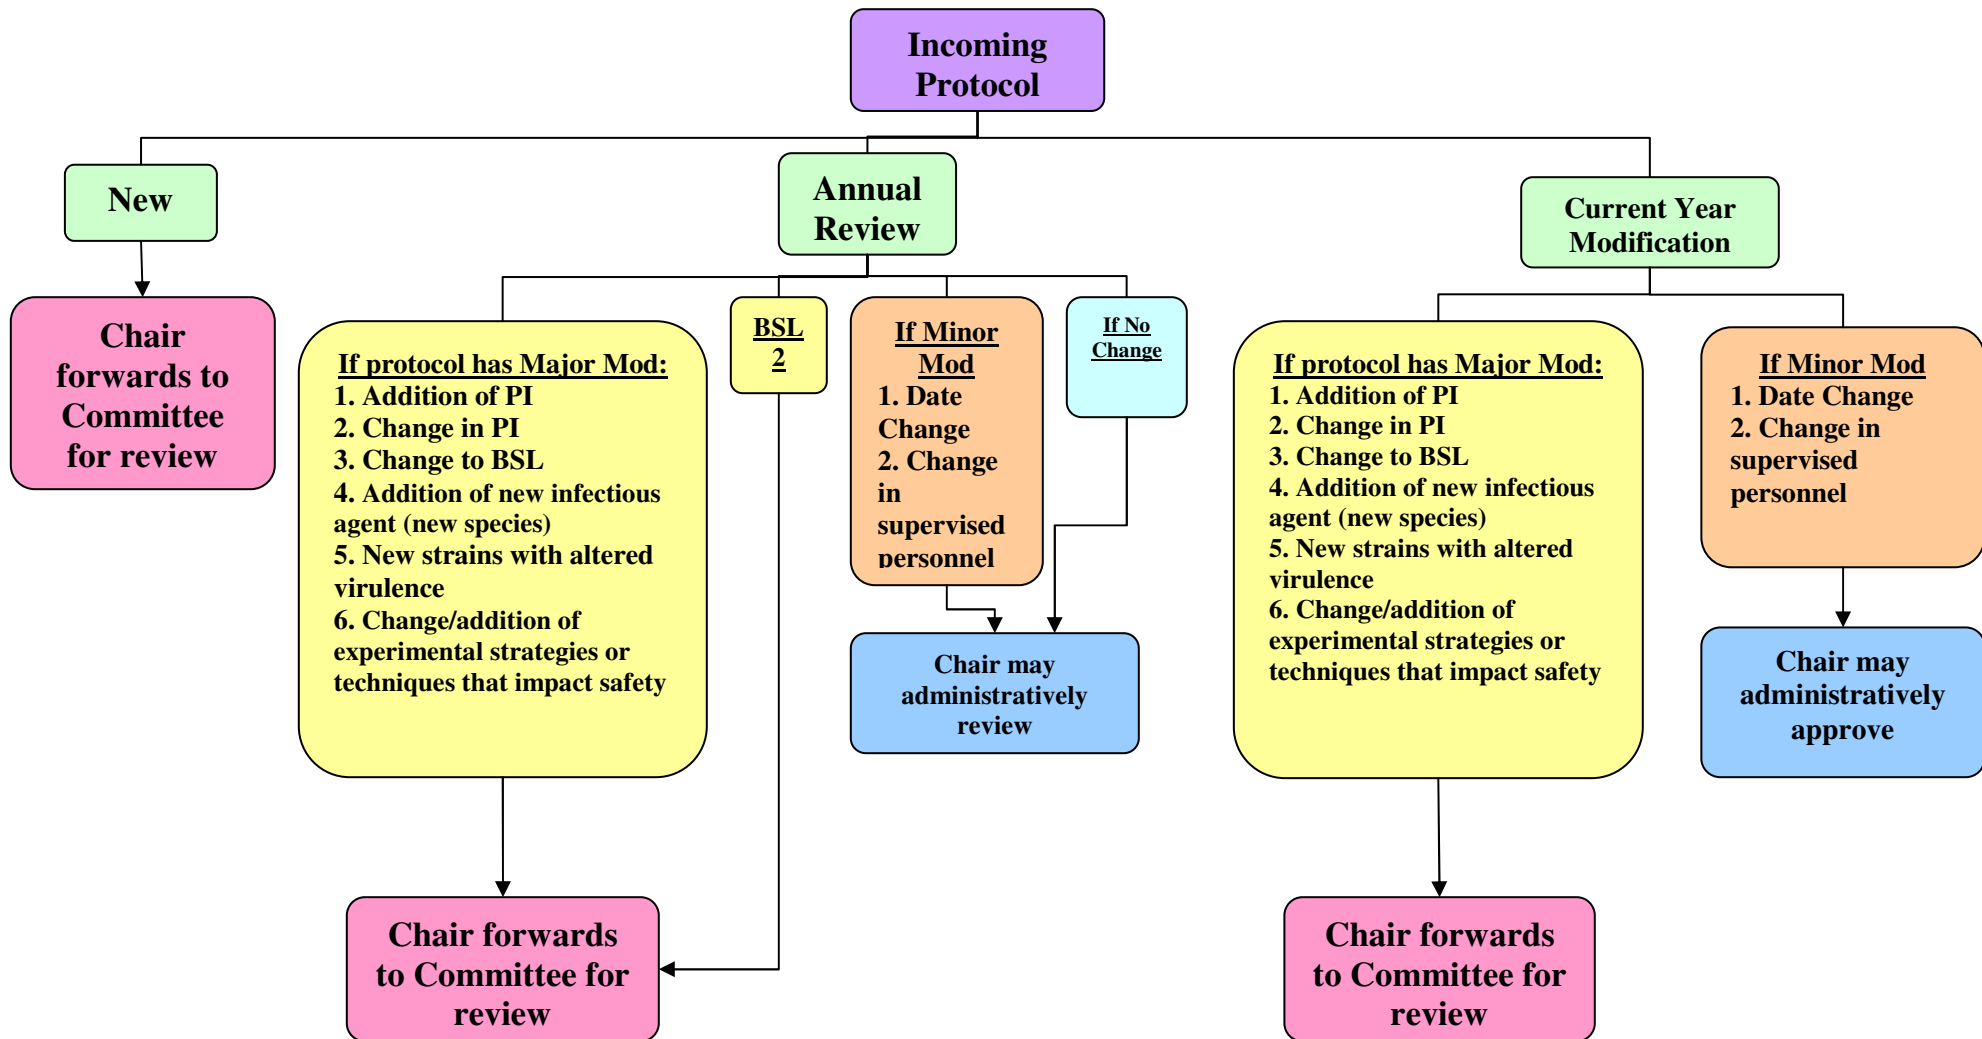 Incoming
Protocol
New
Annual
Review
Current Year
Modification
Chair
forwards to
Committee
for review
If protocol has Major Mod:
1. Addition of PI
2. Change in PI
3. Change to BSL
4. Addition of new infectious
agent (new species)
5. New strains with altered
virulence
6. Change/addition of
experimental strategies or
techniques that impact safety
BSL
2
If Minor
Mod
1. Date
Change
2. Change
in
supervised
personnel
If No
Change
If protocol has Major Mod:
1. Addition of PI
2. Change in PI
3. Change to BSL
4. Addition of new infectious
agent (new species)
5. New strains with altered
virulence
6. Change/addition of
experimental strategies or
techniques that impact safety
If Minor Mod
1. Date Change
2. Change in
supervised
personnel
Chair may
administratively
review
Chair may
administratively
approve
Chair forwards
to Committee for
review
Chair forwards
to Committee for
review